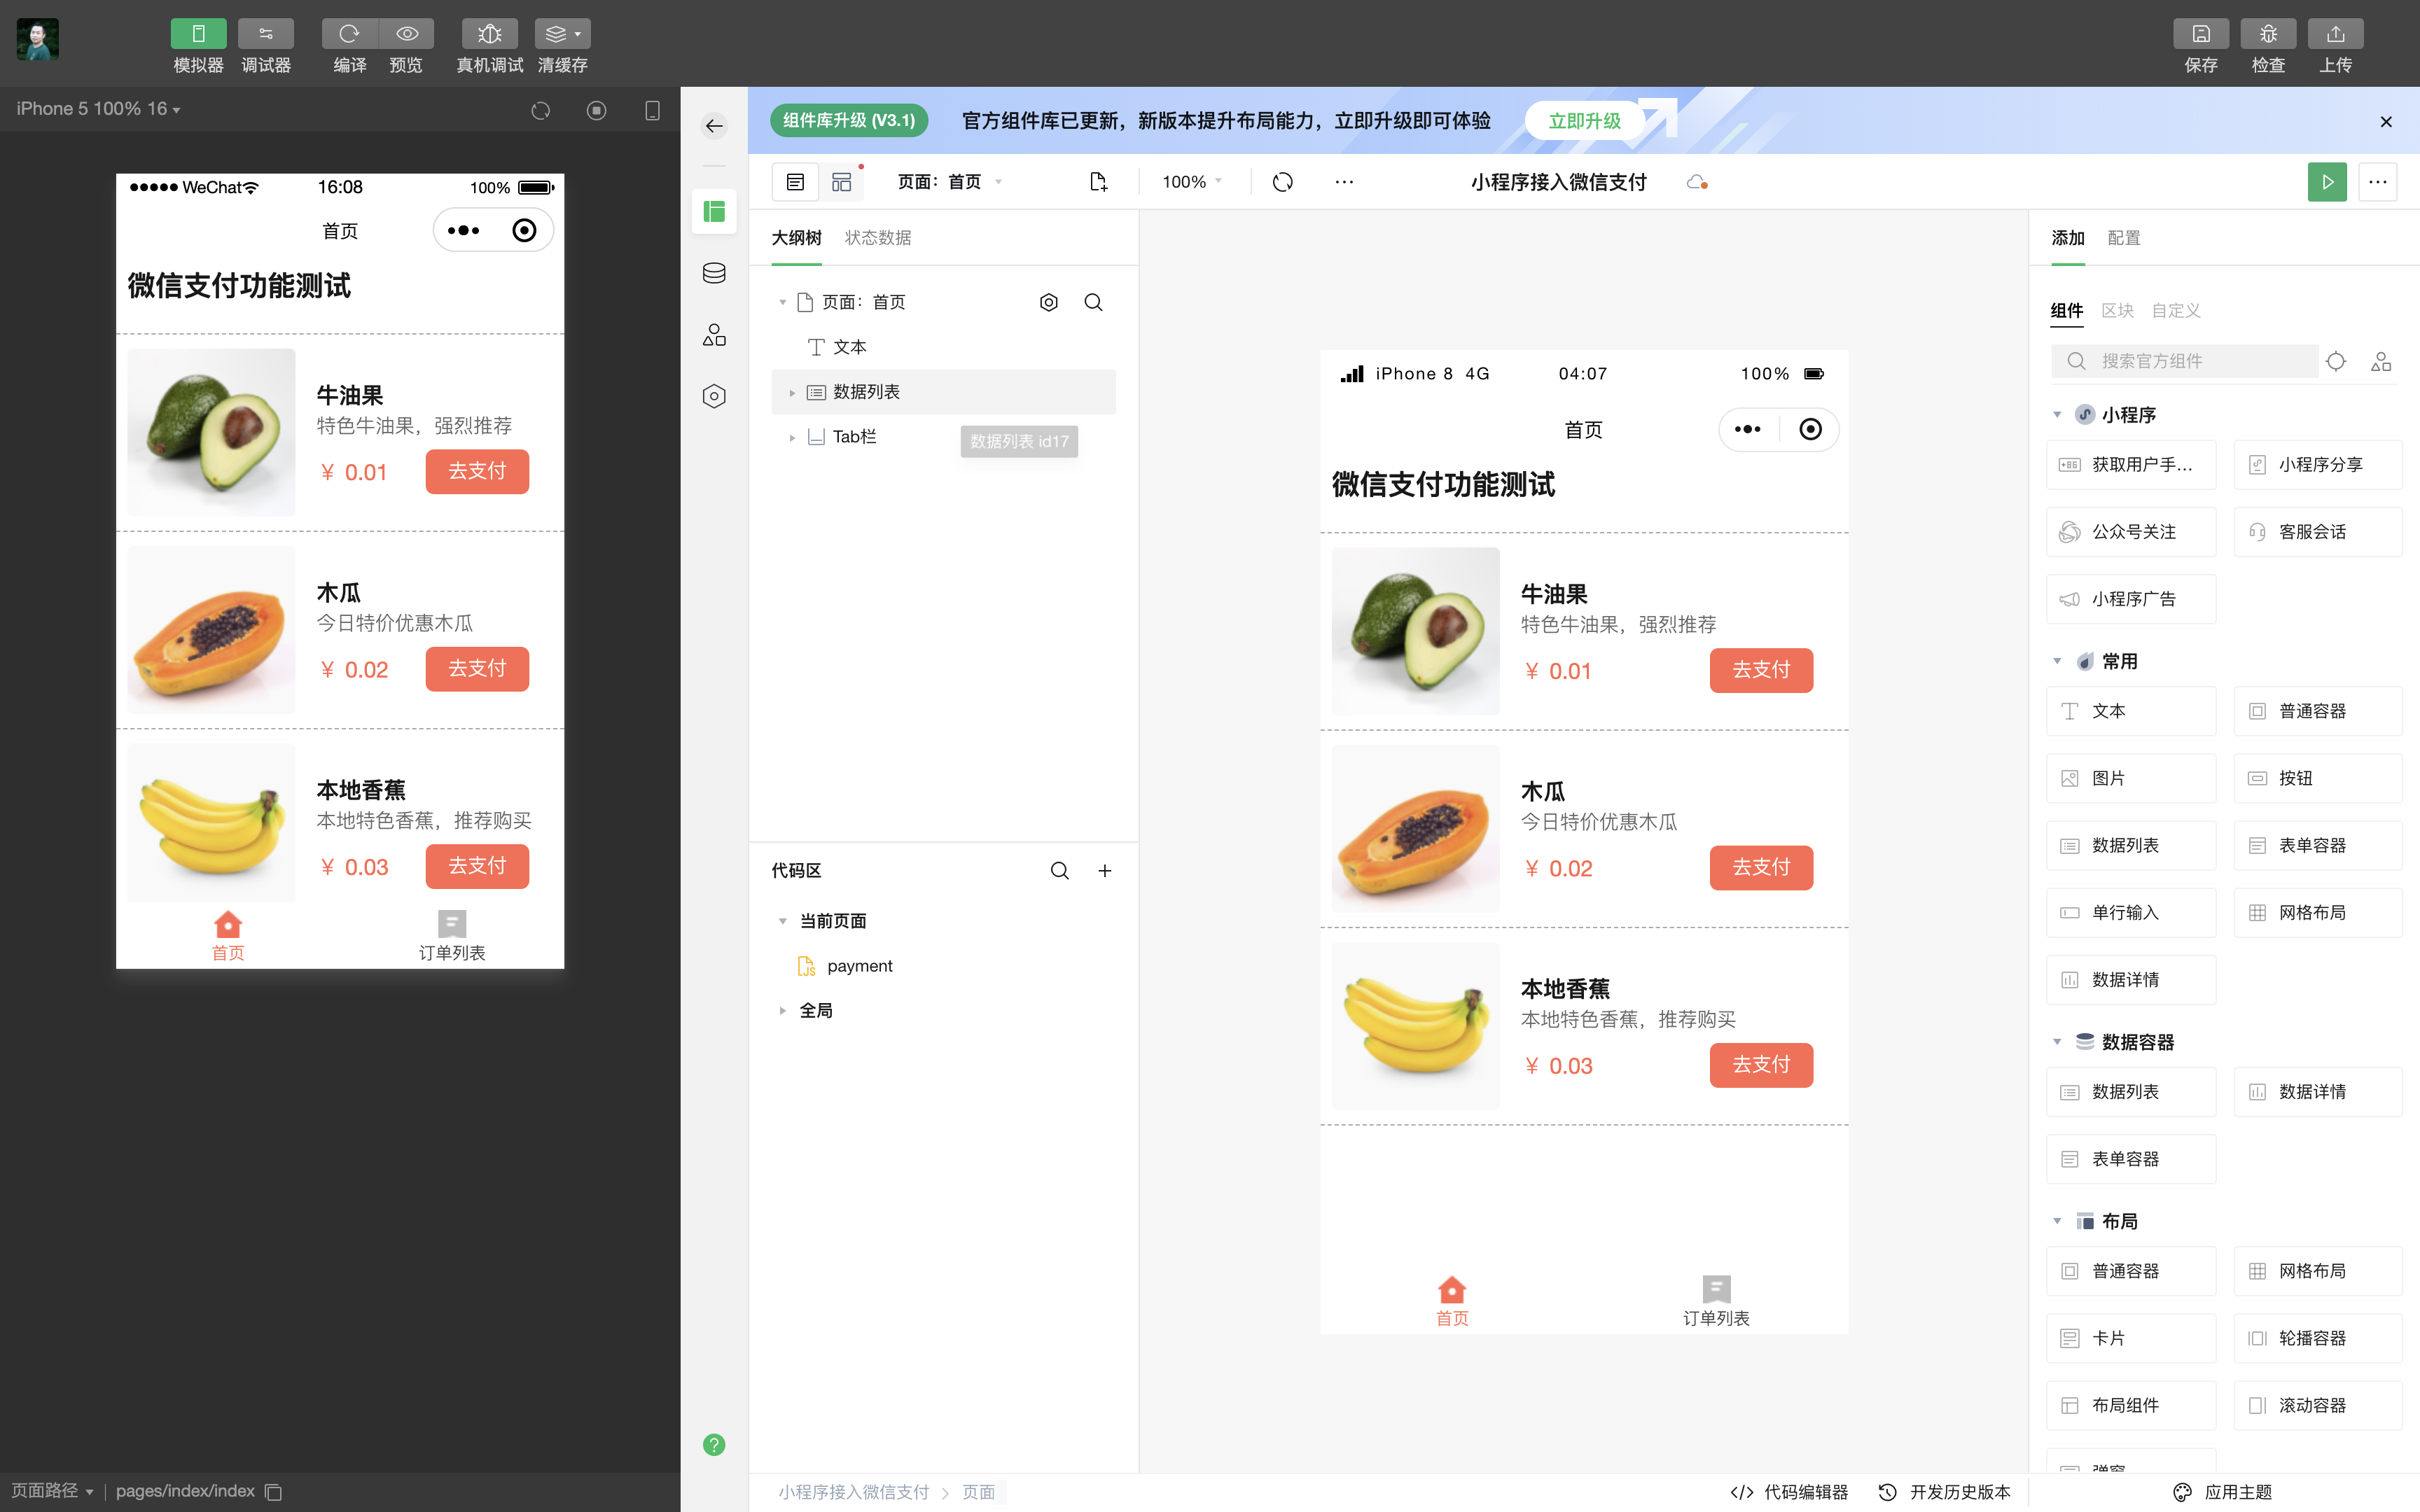 模拟器 调试器 编译 预览 真机调试 清缓存 保存 检查 上传
iPhone 5 100% 16
WeChat 16:08 100%
首页
微信支付功能测试
牛油果
特色牛油果，强烈推荐
¥ 0.01 去支付
木瓜
今日特价优惠木瓜
¥ 0.02 去支付
本地香蕉
本地特色香蕉，推荐购买
¥ 0.03 去支付
首页 订单列表
页面路径 pages/index/index
组件库升级 (V3.1) 官方组件库已更新，新版本提升布局能力，立即升级即可体验 立即升级
页面：首页 100% 小程序接入微信支付
大纲树 状态数据
页面：首页
文本
数据列表
Tab栏
数据列表 id17
代码区
当前页面
JS payment
全局
iPhone 8 4G 04:07 100%
首页
微信支付功能测试
牛油果
特色牛油果，强烈推荐
¥ 0.01 去支付
木瓜
今日特价优惠木瓜
¥ 0.02 去支付
本地香蕉
本地特色香蕉，推荐购买
¥ 0.03 去支付
首页 订单列表
添加 配置
组件 区块 自定义
搜索官方组件
小程序
+86 获取用户手... 小程序分享
公众号关注 客服会话
小程序广告
常用
文本 普通容器
图片 按钮
数据列表 表单容器
单行输入 网格布局
数据详情
数据容器
数据列表 数据详情
表单容器
布局
普通容器 网格布局
卡片 轮播容器
布局组件 滚动容器
小程序接入微信支付 > 页面
代码编辑器 开发历史版本 应用主题